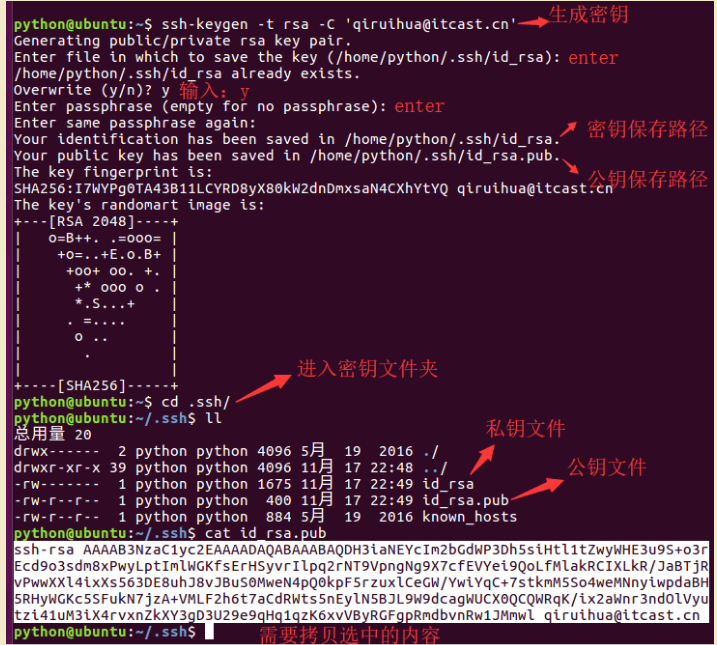 python@ubuntu:~$ ssh-keygen -t rsa -C 'qiruihua@itcast.cn' 生成密钥
Generating public/private rsa key pair.
Enter file in which to save the key (/home/python/.ssh/id_rsa): enter
/home/python/.ssh/id_rsa already exists.
Overwrite (y/n)? y 输入：y
Enter passphrase (empty for no passphrase): enter
Enter same passphrase again:
Your identification has been saved in /home/python/.ssh/id_rsa. 密钥保存路径
Your public key has been saved in /home/python/.ssh/id_rsa.pub. 公钥保存路径
The key fingerprint is:
SHA256:I7WYPg0TA43B11LCYRD8yX80kW2dnDmxsaN4CXhYtYQ qiruihua@itcast.cn
The key's randomart image is:
+---[RSA 2048]----+
|   o=B++. .=ooo= |
|    +o=..+E.o.B+ |
|     +oo+ oo. +. |
|      +* ooo o . |
|      *.S...+    |
|     . =....     |
|      o ..       |
|       .         |
|                 |
+----[SHA256]-----+
进入密钥文件夹
python@ubuntu:~$ cd .ssh/
python@ubuntu:~/.ssh$ ll
总用量 20
drwx------  2 python python 4096 5月  19  2016 ./
drwxr-xr-x 39 python python 4096 11月 17 22:48 ../
-rw-------  1 python python 1675 11月 17 22:49 id_rsa 私钥文件
-rw-r--r--  1 python python  400 11月 17 22:49 id_rsa.pub 公钥文件
-rw-r--r--  1 python python  884 5月  19  2016 known_hosts
python@ubuntu:~/.ssh$ cat id_rsa.pub
ssh-rsa AAAAB3NzaC1yc2EAAAADAQABAAABAQDH3iaNEYcIm2bGdWP3Dh5siHtl1tZwyWHE3u9S+o3r
Ecd9o3sdm8xPwyLptImlWGKfsErHSyvrIlpq2rNT9VpngNg9X7cfEVYei9QoLfMlakRCIXLkR/JaBTjR
vPwwXXl4ixXs563DE8uhJ8vJBuS0MweN4pQ0kpF5rzuxlCeGW/YwiYqC+7stkmM5So4weMNnyiwpdaBH
5RHyWGKc5SFukN7jzA+VMLF2h6t7aCdRWts5nEylN5BJL9W9dcagWUCX0QCQWRqK/ix2aWnr3ndOlVyu
tzi41uM3iX4rvxnZkXY3gD3U29e9qHq1qzK6xvVByRGFgpRmdbvnRw1JMmwl qiruihua@itcast.cn
python@ubuntu:~/.ssh$ 需要拷贝选中的内容